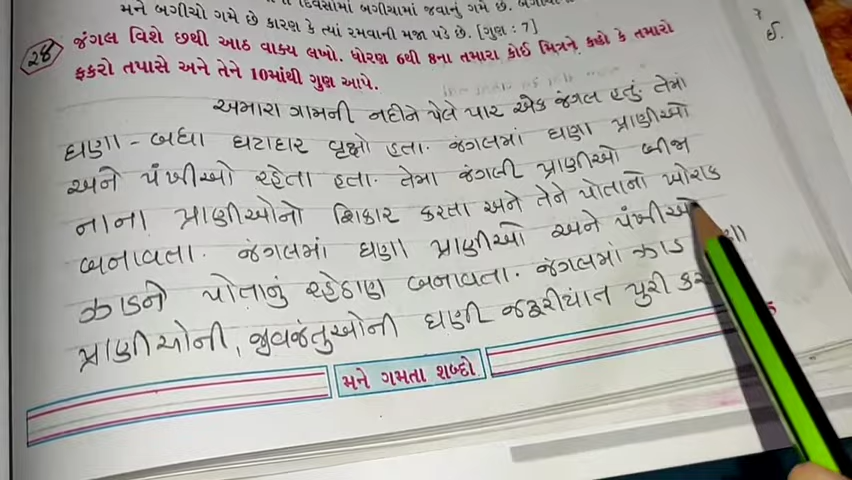 મને બગીચો ગમે છે કારણ કે ત્યાં રમવાની મજા પડે છે. [ગુણ : 7]
28 જંગલ વિશે છથી આઠ વાક્ય લખો. ધોરણ 6થી 8ના તમારા કોઈ મિત્રને કહો કે તમારો
ફકરો તપાસે અને તેને 10માંથી ગુણ આપે.
અમારા ગામની નદીને પેલે પાર એક જંગલ હતું. તેમાં
ઘણા - બધા ઘટાદાર વૃક્ષો હતા. જંગલમાં ઘણા પ્રાણીઓ
અને પંખીઓ રહેતા હતા. તેમા જંગલી પ્રાણીઓ બીજા
નાના પ્રાણીઓનો શિકાર કરતા અને તેને પોતાનો ખોરાક
બનાવતા. જંગલમાં ઘણા પ્રાણીઓ અને પંખીઓ
ઝાડને પોતાનું રહેઠાણ બનાવતા. જંગલમાં ઝાડ
પ્રાણીઓની, જીવજંતુઓની ઘણી જરૂરીયાત પુરી
મને ગમતા શબ્દો